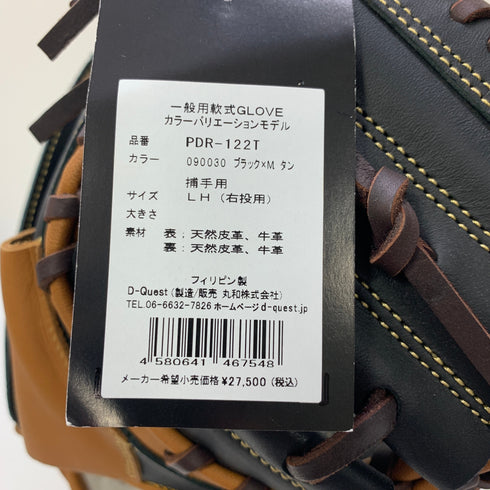 一般用軟式GLOVE
カラーバリエーションモデル
品番 PDR-122T
カラー 090030 ブラック×M.タン
捕手用
サイズ LH（右投用）
大きさ
素材 表；天然皮革、牛革
裏；天然皮革、牛革
フィリピン製
D-Quest（製造/販売 丸和株式会社）
TEL.06-6632-7826ホームページd-quest.jp
4 580641 467548
メーカー希望小売価格 ¥27,500（税込）